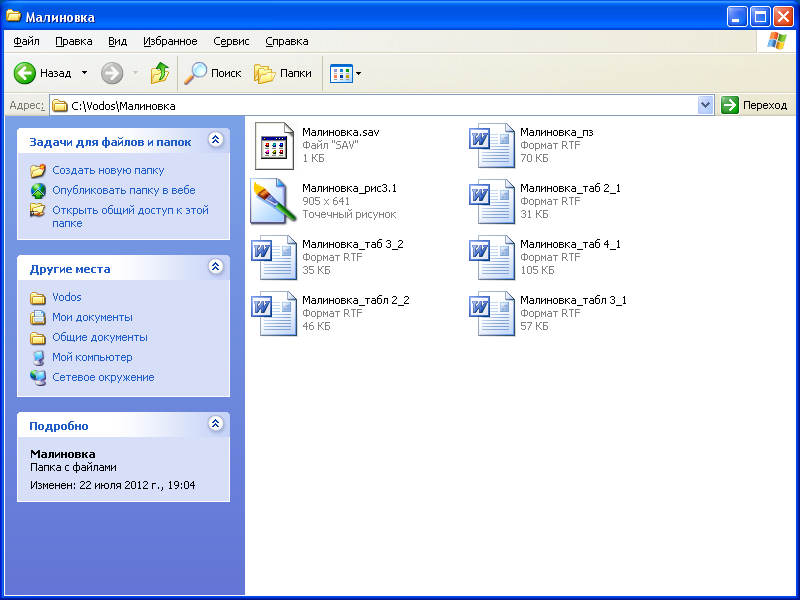 Малиновка
Файл Правка Вид Избранное Сервис Справка
Назад Поиск Папки
Адрес: C:\Vodos\Малиновка Переход
Задачи для файлов и папок
Создать новую папку
Опубликовать папку в вебе
Открыть общий доступ к этой
папке
Другие места
Vodos
Мои документы
Общие документы
Мой компьютер
Сетевое окружение
Подробно
Малиновка
Папка с файлами
Изменен: 22 июля 2012 г., 19:04
Малиновка.sav
Файл "SAV"
1 КБ
Малиновка_пз
Формат RTF
70 КБ
Малиновка_рис3.1
905 x 641
Точечный рисунок
Малиновка_таб 2_1
Формат RTF
31 КБ
Малиновка_таб 3_2
Формат RTF
35 КБ
Малиновка_таб 4_1
Формат RTF
105 КБ
Малиновка_табл 2_2
Формат RTF
46 КБ
Малиновка_табл 3_1
Формат RTF
57 КБ